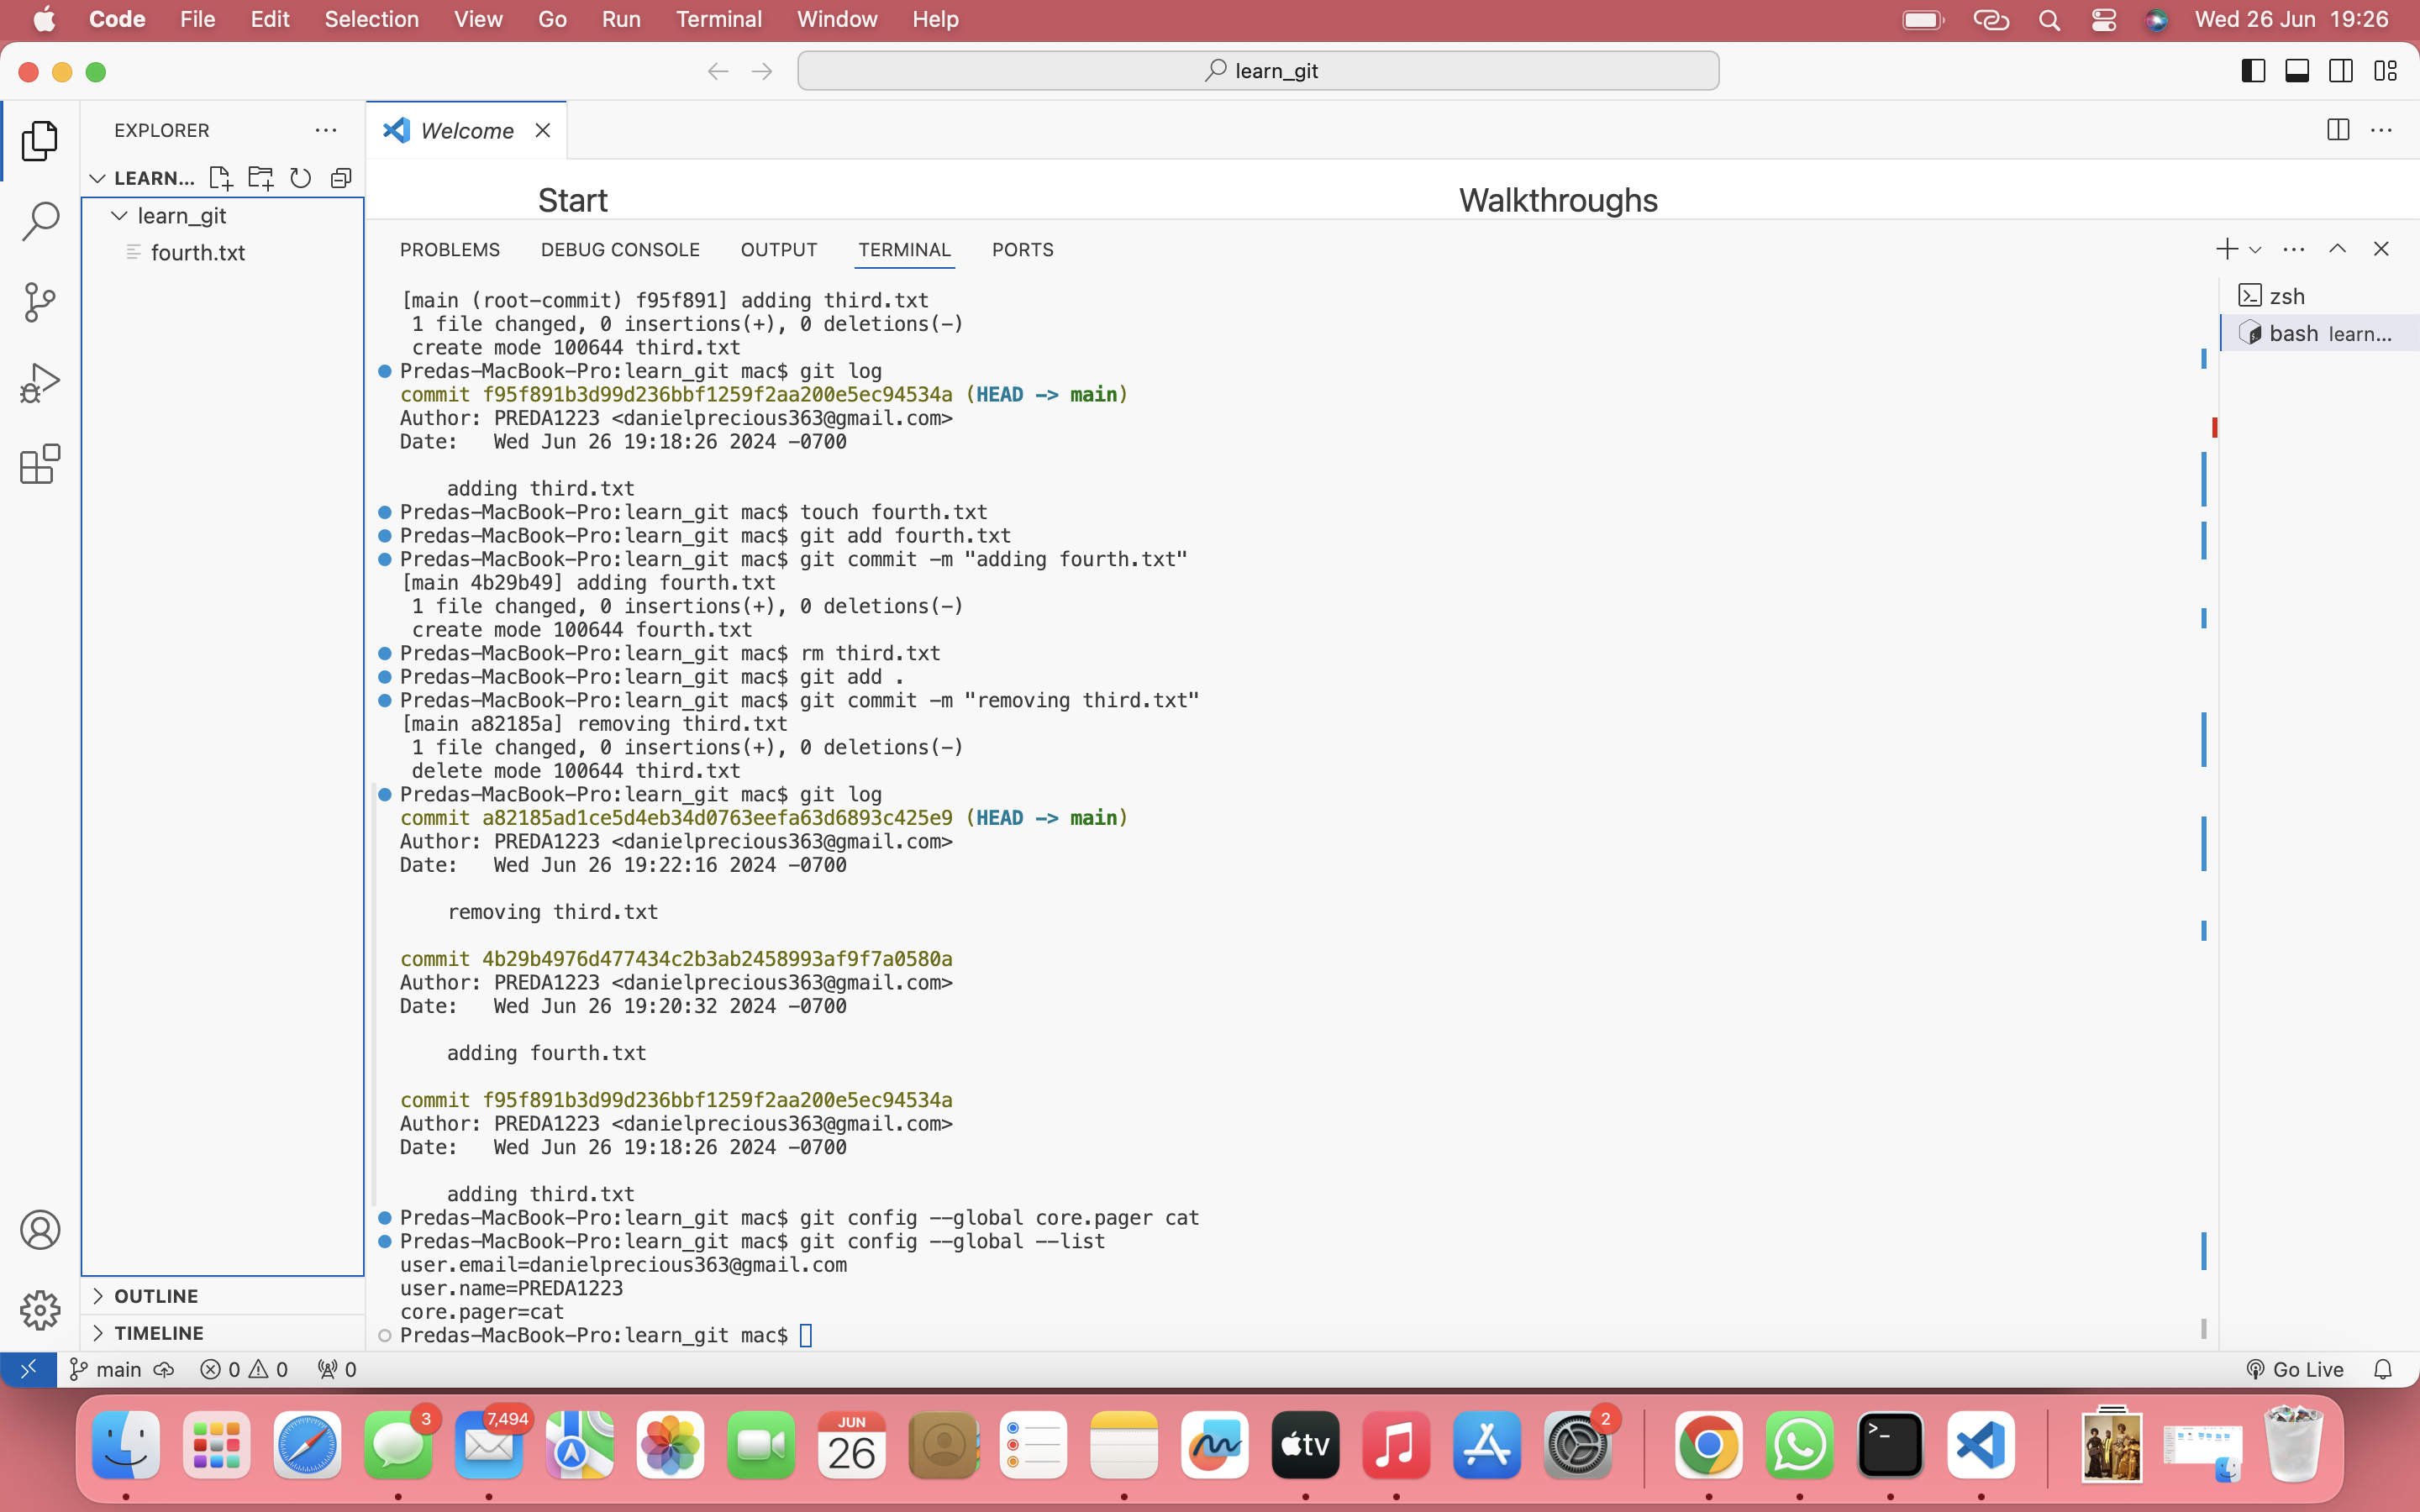 Code File Edit Selection View Go Run Terminal Window Help Wed 26 Jun 19:26
learn_git
EXPLORER
Welcome
LEARN...
learn_git
fourth.txt
Start Walkthroughs
PROBLEMS DEBUG CONSOLE OUTPUT TERMINAL PORTS
zsh
bash learn...
[main (root-commit) f95f891] adding third.txt
1 file changed, 0 insertions(+), 0 deletions(-)
create mode 100644 third.txt
Predas-MacBook-Pro:learn_git mac$ git log
commit f95f891b3d99d236bbf1259f2aa200e5ec94534a (HEAD -> main)
Author: PREDA1223 <danielprecious363@gmail.com>
Date: Wed Jun 26 19:18:26 2024 -0700
adding third.txt
Predas-MacBook-Pro:learn_git mac$ touch fourth.txt
Predas-MacBook-Pro:learn_git mac$ git add fourth.txt
Predas-MacBook-Pro:learn_git mac$ git commit -m "adding fourth.txt"
[main 4b29b49] adding fourth.txt
1 file changed, 0 insertions(+), 0 deletions(-)
create mode 100644 fourth.txt
Predas-MacBook-Pro:learn_git mac$ rm third.txt
Predas-MacBook-Pro:learn_git mac$ git add .
Predas-MacBook-Pro:learn_git mac$ git commit -m "removing third.txt"
[main a82185a] removing third.txt
1 file changed, 0 insertions(+), 0 deletions(-)
delete mode 100644 third.txt
Predas-MacBook-Pro:learn_git mac$ git log
commit a82185ad1ce5d4eb34d0763eefa63d6893c425e9 (HEAD -> main)
Author: PREDA1223 <danielprecious363@gmail.com>
Date: Wed Jun 26 19:22:16 2024 -0700
removing third.txt
commit 4b29b4976d477434c2b3ab2458993af9f7a0580a
Author: PREDA1223 <danielprecious363@gmail.com>
Date: Wed Jun 26 19:20:32 2024 -0700
adding fourth.txt
commit f95f891b3d99d236bbf1259f2aa200e5ec94534a
Author: PREDA1223 <danielprecious363@gmail.com>
Date: Wed Jun 26 19:18:26 2024 -0700
adding third.txt
Predas-MacBook-Pro:learn_git mac$ git config --global core.pager cat
Predas-MacBook-Pro:learn_git mac$ git config --global --list
user.email=danielprecious363@gmail.com
user.name=PREDA1223
core.pager=cat
Predas-MacBook-Pro:learn_git mac$
OUTLINE
TIMELINE
main 0 0 0 Go Live
3 7,494 JUN 26 tv 2